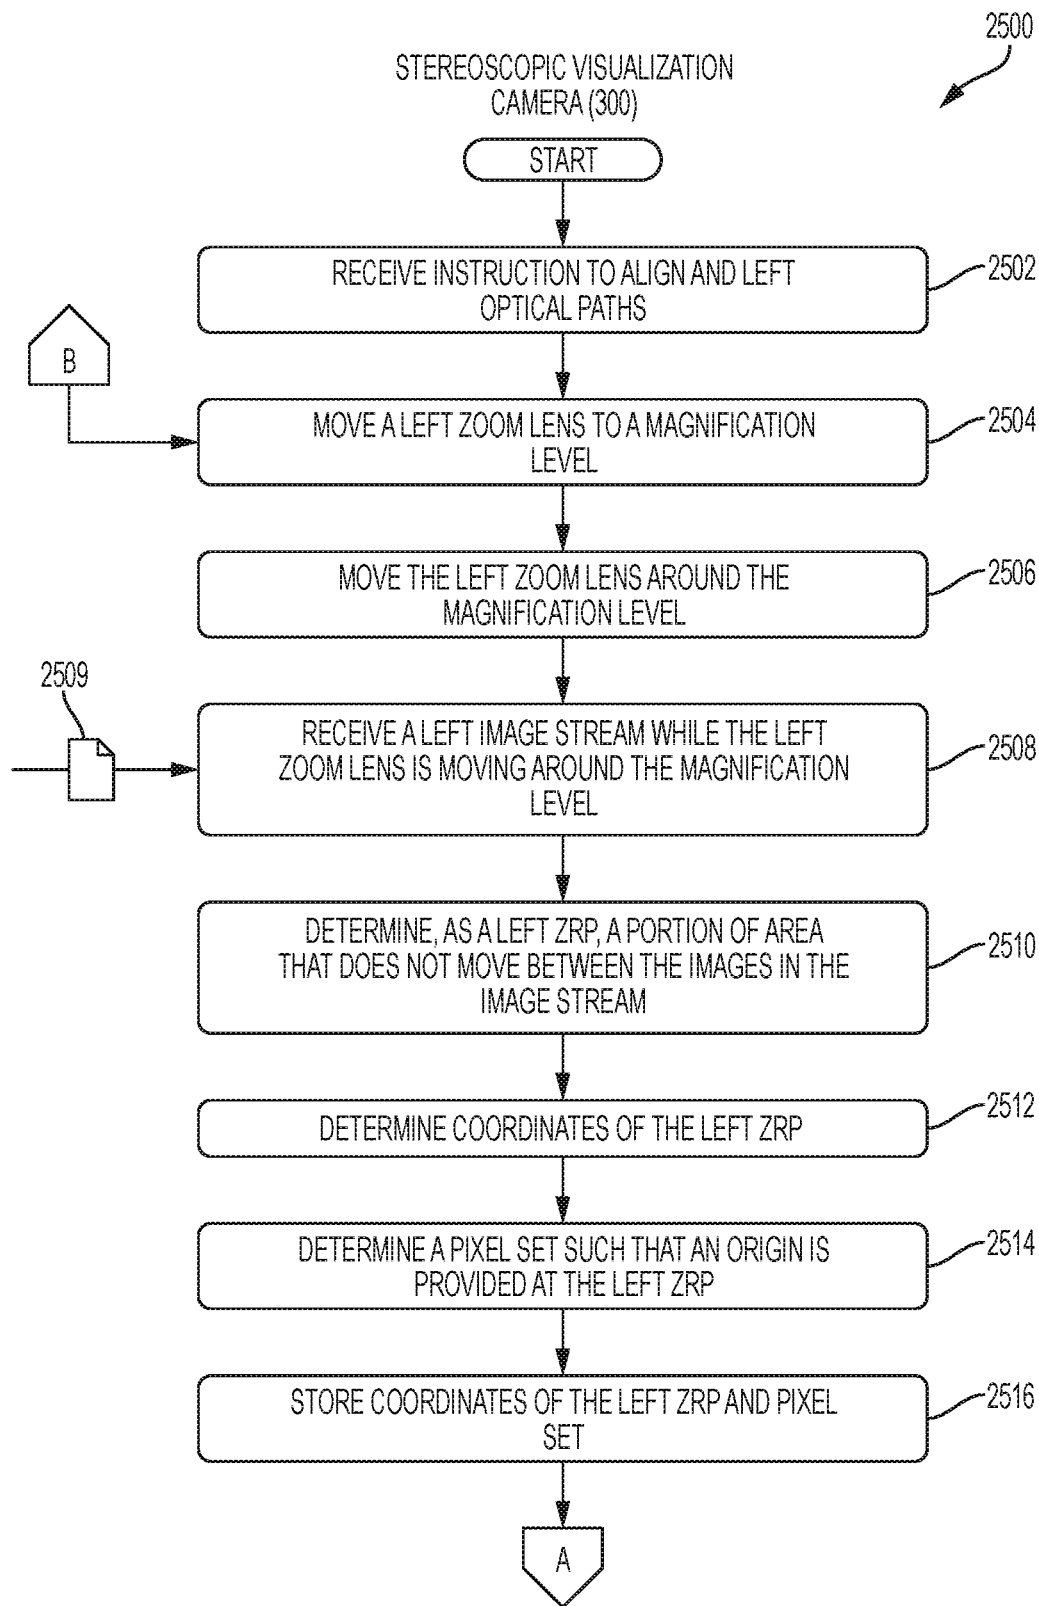 2500
STEREOSCOPIC VISUALIZATION
CAMERA (300)
START
RECEIVE INSTRUCTION TO ALIGN AND LEFT
OPTICAL PATHS
2502
B
MOVE A LEFT ZOOM LENS TO A MAGNIFICATION
LEVEL
2504
MOVE THE LEFT ZOOM LENS AROUND THE
MAGNIFICATION LEVEL
2506
2509
RECEIVE A LEFT IMAGE STREAM WHILE THE LEFT
ZOOM LENS IS MOVING AROUND THE MAGNIFICATION
LEVEL
2508
DETERMINE, AS A LEFT ZRP, A PORTION OF AREA
THAT DOES NOT MOVE BETWEEN THE IMAGES IN THE
IMAGE STREAM
2510
DETERMINE COORDINATES OF THE LEFT ZRP
2512
DETERMINE A PIXEL SET SUCH THAT AN ORIGIN IS
PROVIDED AT THE LEFT ZRP
2514
STORE COORDINATES OF THE LEFT ZRP AND PIXEL
SET
2516
A